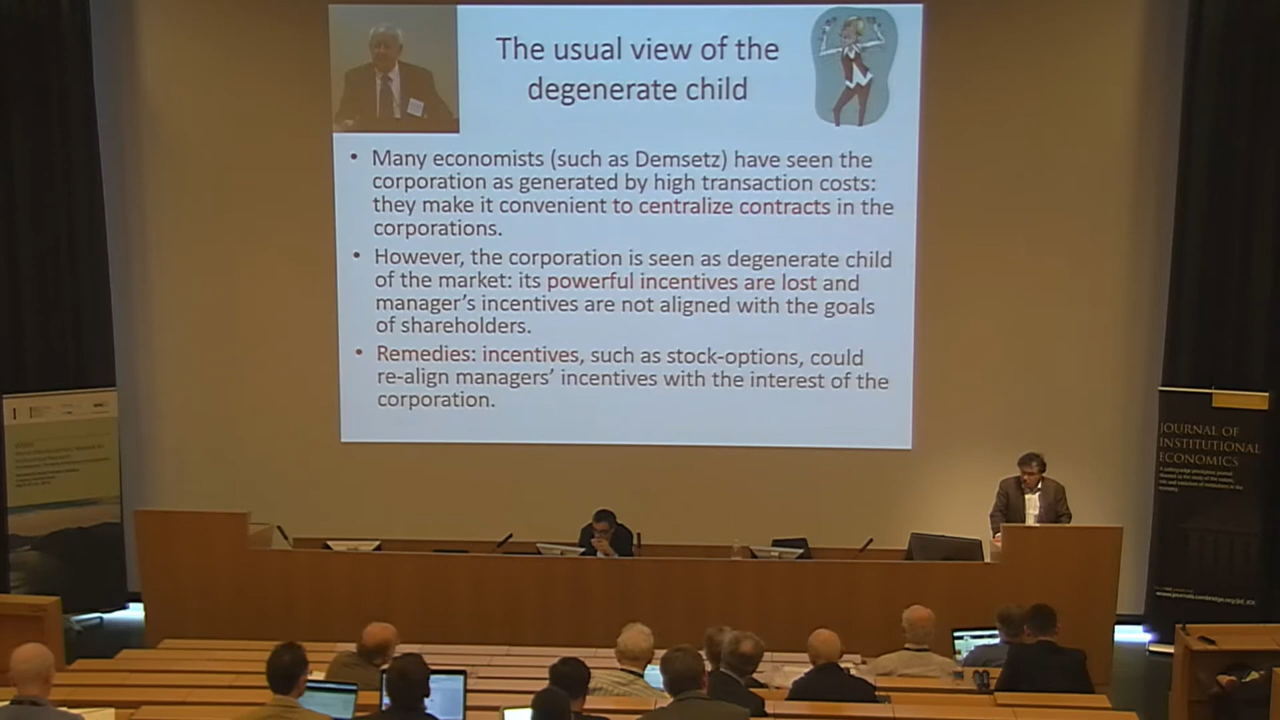 The usual view of the
degenerate child
• Many economists (such as Demsetz) have seen the
corporation as generated by high transaction costs:
they make it convenient to centralize contracts in the
corporations.
• However, the corporation is seen as degenerate child
of the market: its powerful incentives are lost and
manager's incentives are not aligned with the goals
of shareholders.
• Remedies: incentives, such as stock-options, could
re-align managers' incentives with the interest of the
corporation.
JOURNAL OF
INSTITUTIONAL
ECONOMICS